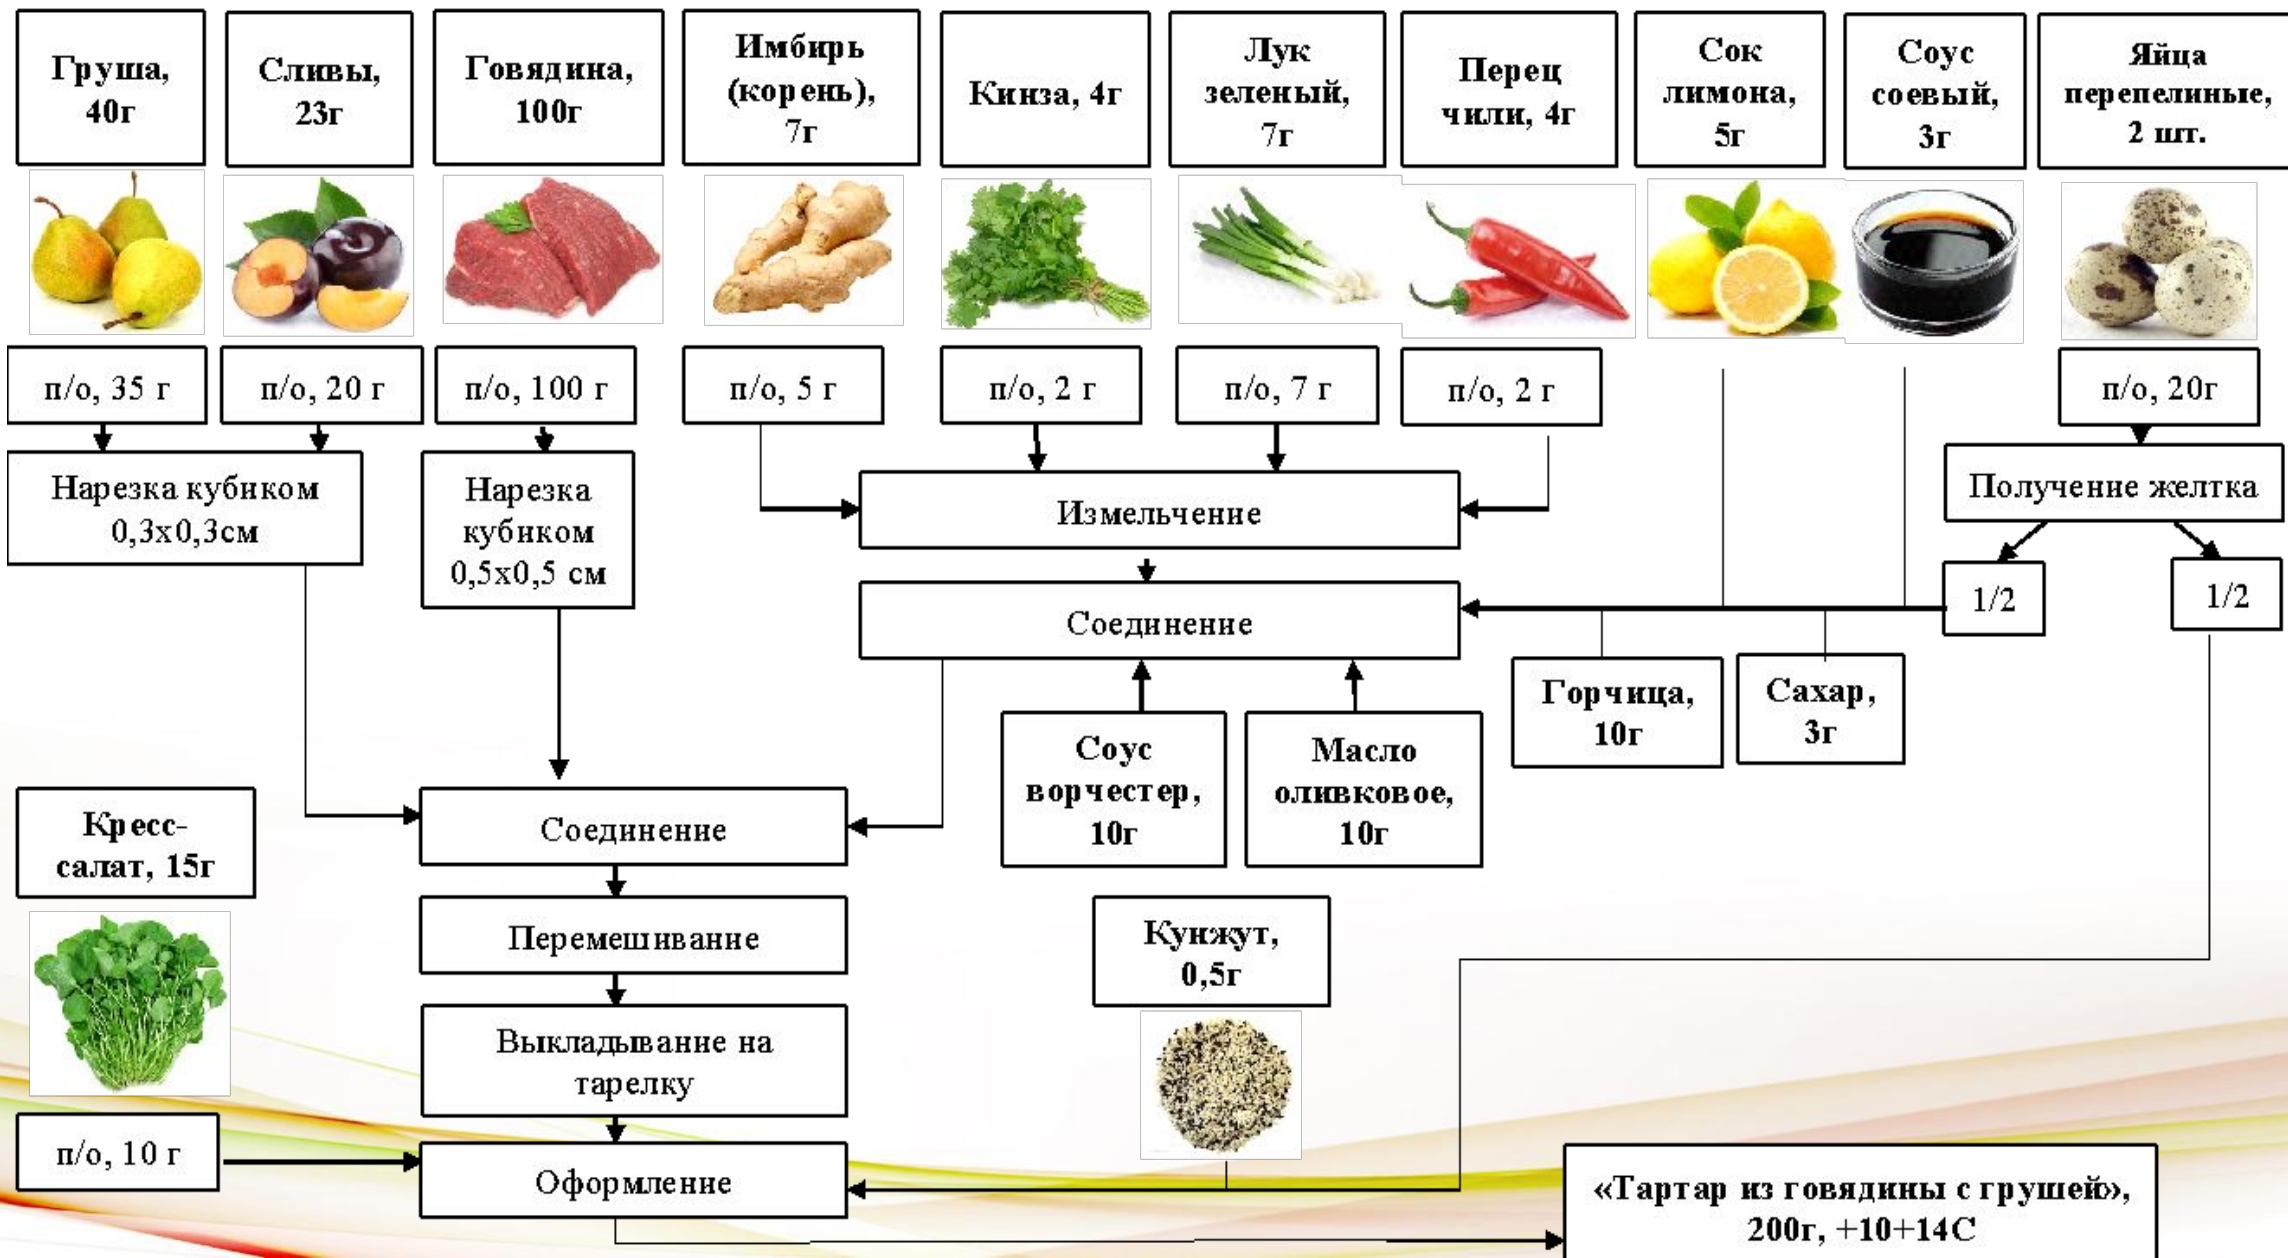 Груша,
40г
Сливы,
23г
Говядина,
100г
Имбирь
(корень),
7г
Кинза, 4г
Лук
зеленый,
7г
Перец
чили, 4г
Сок
лимона,
5г
Соус
соевый,
3г
Яйца
перепелиные,
2 шт.
п/о, 35 г
п/о, 20 г
п/о, 100 г
п/о, 5 г
п/о, 2 г
п/о, 7 г
п/о, 2 г
п/о, 20г
Нарезка кубиком
0,3х0,3см
Нарезка
кубиком
0,5х0,5 см
Измельчение
Получение желтка
Соединение
1/2
1/2
Горчица,
10г
Сахар,
3г
Соус
ворчестер,
10г
Масло
оливковое,
10г
Кресс-
салат, 15г
Соединение
Перемешивание
Кунжут,
0,5г
Выкладывание на
тарелку
п/о, 10 г
Оформление
«Тартар из говядины с грушей»,
200г, +10+14С